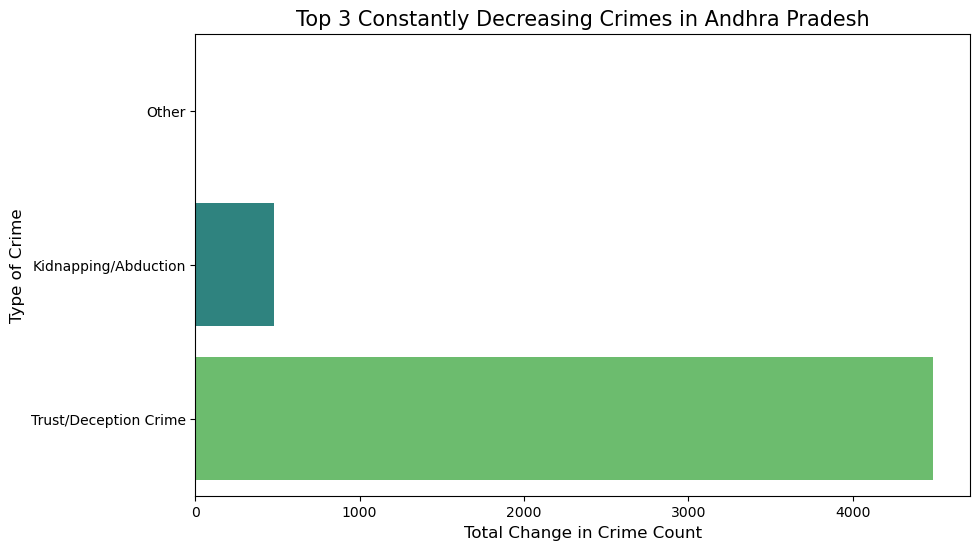 Top 3 Constantly Decreasing Crimes in Andhra Pradesh
Type of Crime
Other
Kidnapping/Abduction
Trust/Deception Crime
0 1000 2000 3000 4000
Total Change in Crime Count